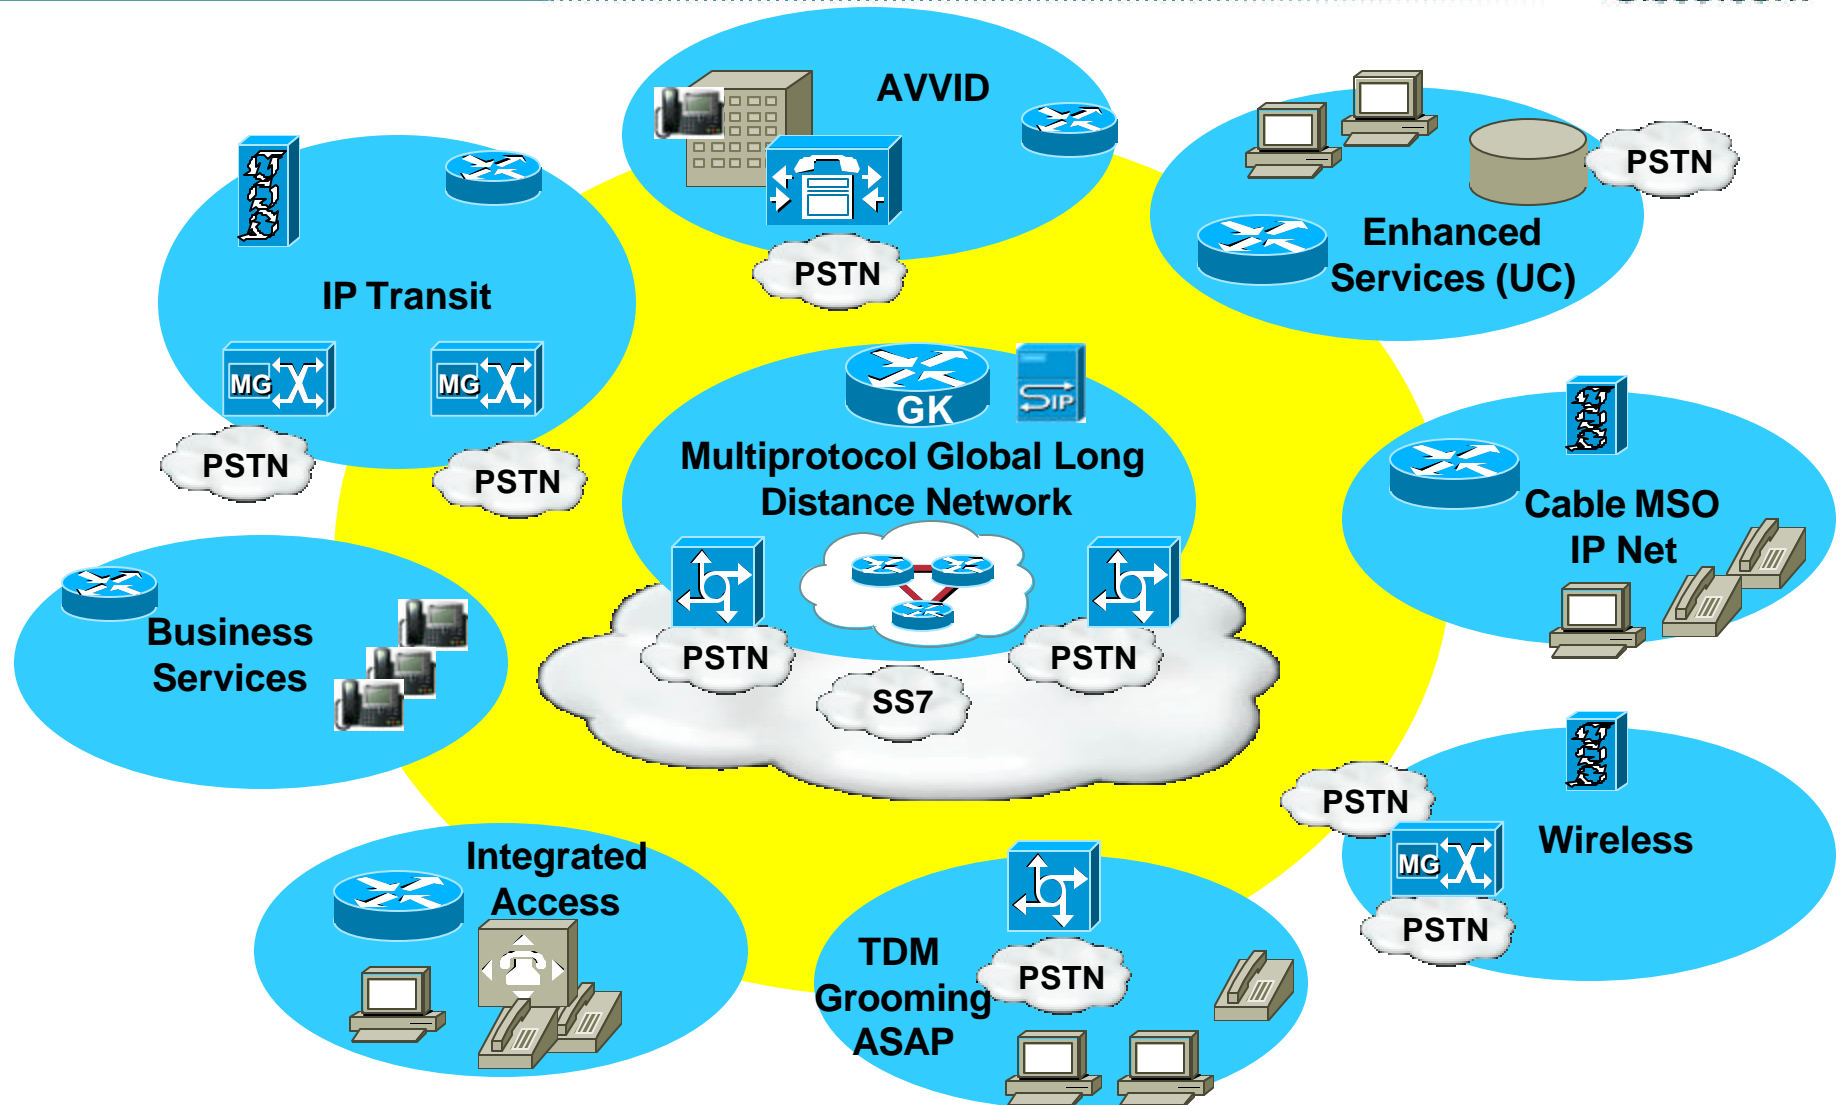 AVVID
PSTN
Enhanced
Services (UC)
PSTN
IP Transit
MG
MG
PSTN
PSTN
GK
SIP
Multiprotocol Global Long
Distance Network
PSTN
PSTN
SS7
Cable MSO
IP Net
Business
Services
PSTN
Wireless
MG
PSTN
Integrated
Access
TDM
Grooming
ASAP
PSTN